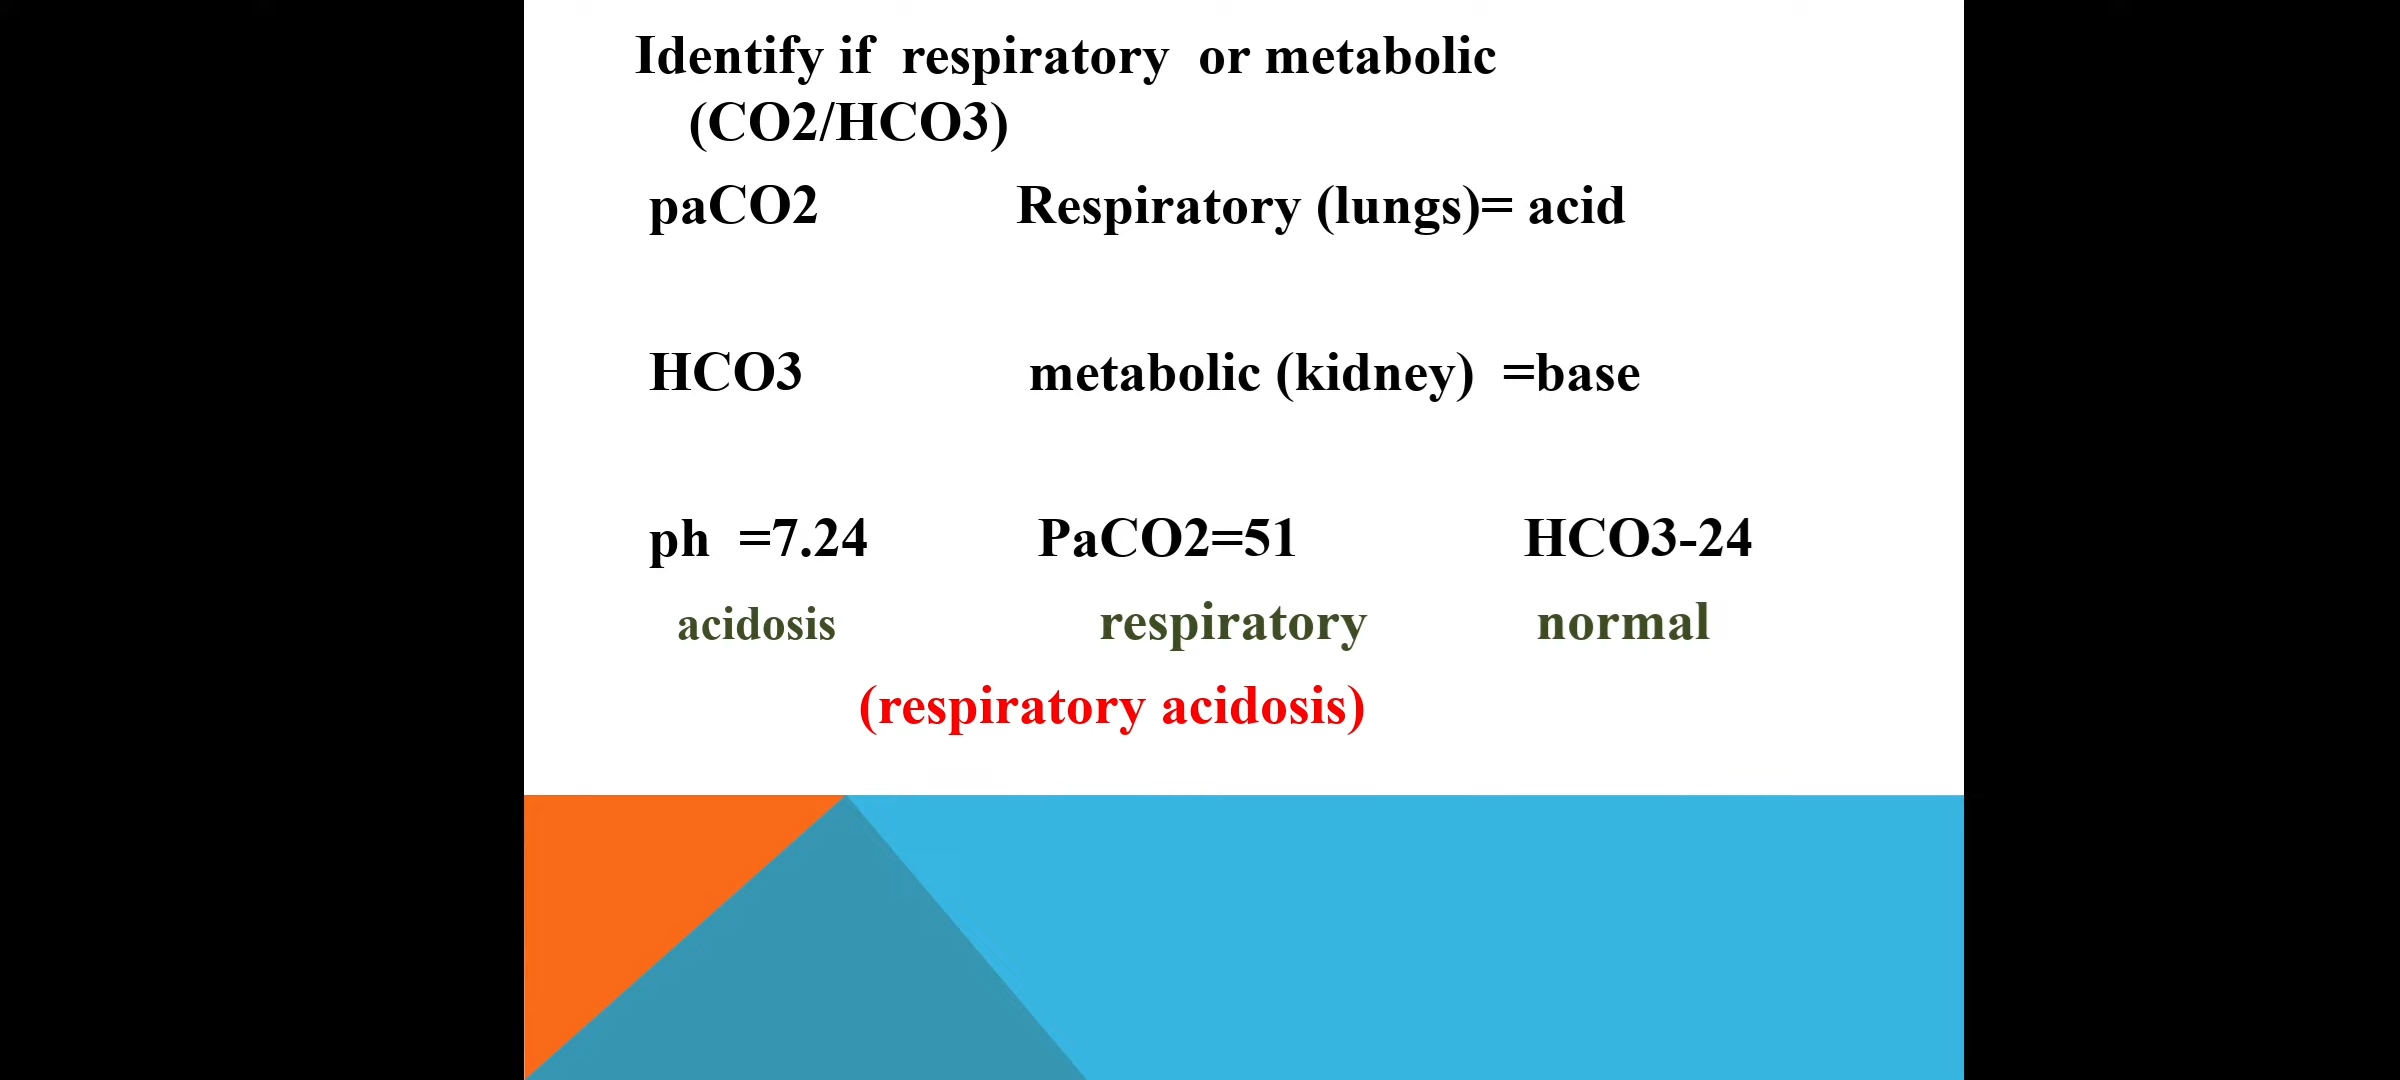 Identify if respiratory or metabolic
(CO2/HCO3)
paCO2 Respiratory (lungs)= acid
HCO3 metabolic (kidney) =base
ph =7.24 PaCO2=51 HCO3-24
acidosis respiratory normal
(respiratory acidosis)